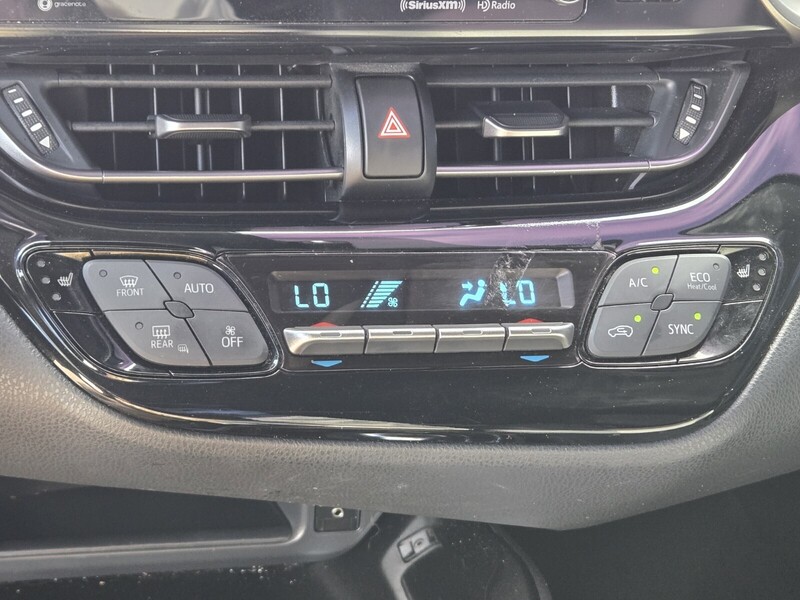 gracenote
SiriusXM HD Radio
LO LO
FRONT AUTO
REAR OFF
A/C ECO
Heat/Cool
SYNC